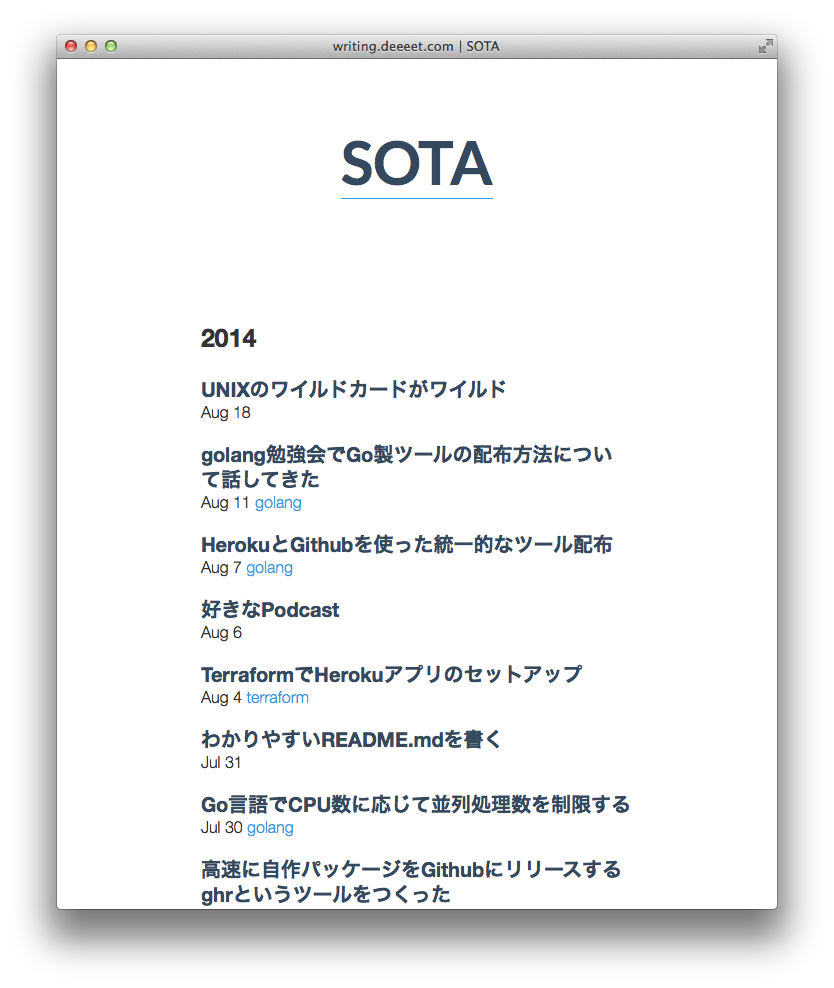 writing.deeeet.com | SOTA
SOTA
2014
UNIXのワイルドカードがワイルド
Aug 18
golang勉強会でGo製ツールの配布方法につい
て話してきた
Aug 11 golang
HerokuとGithubを使った統一的なツール配布
Aug 7 golang
好きなPodcast
Aug 6
TerraformでHerokuアプリのセットアップ
Aug 4 terraform
わかりやすいREADME.mdを書く
Jul 31
Go言語でCPU数に応じて並列処理数を制限する
Jul 30 golang
高速に自作パッケージをGithubにリリースする
ghrというツールをつくった